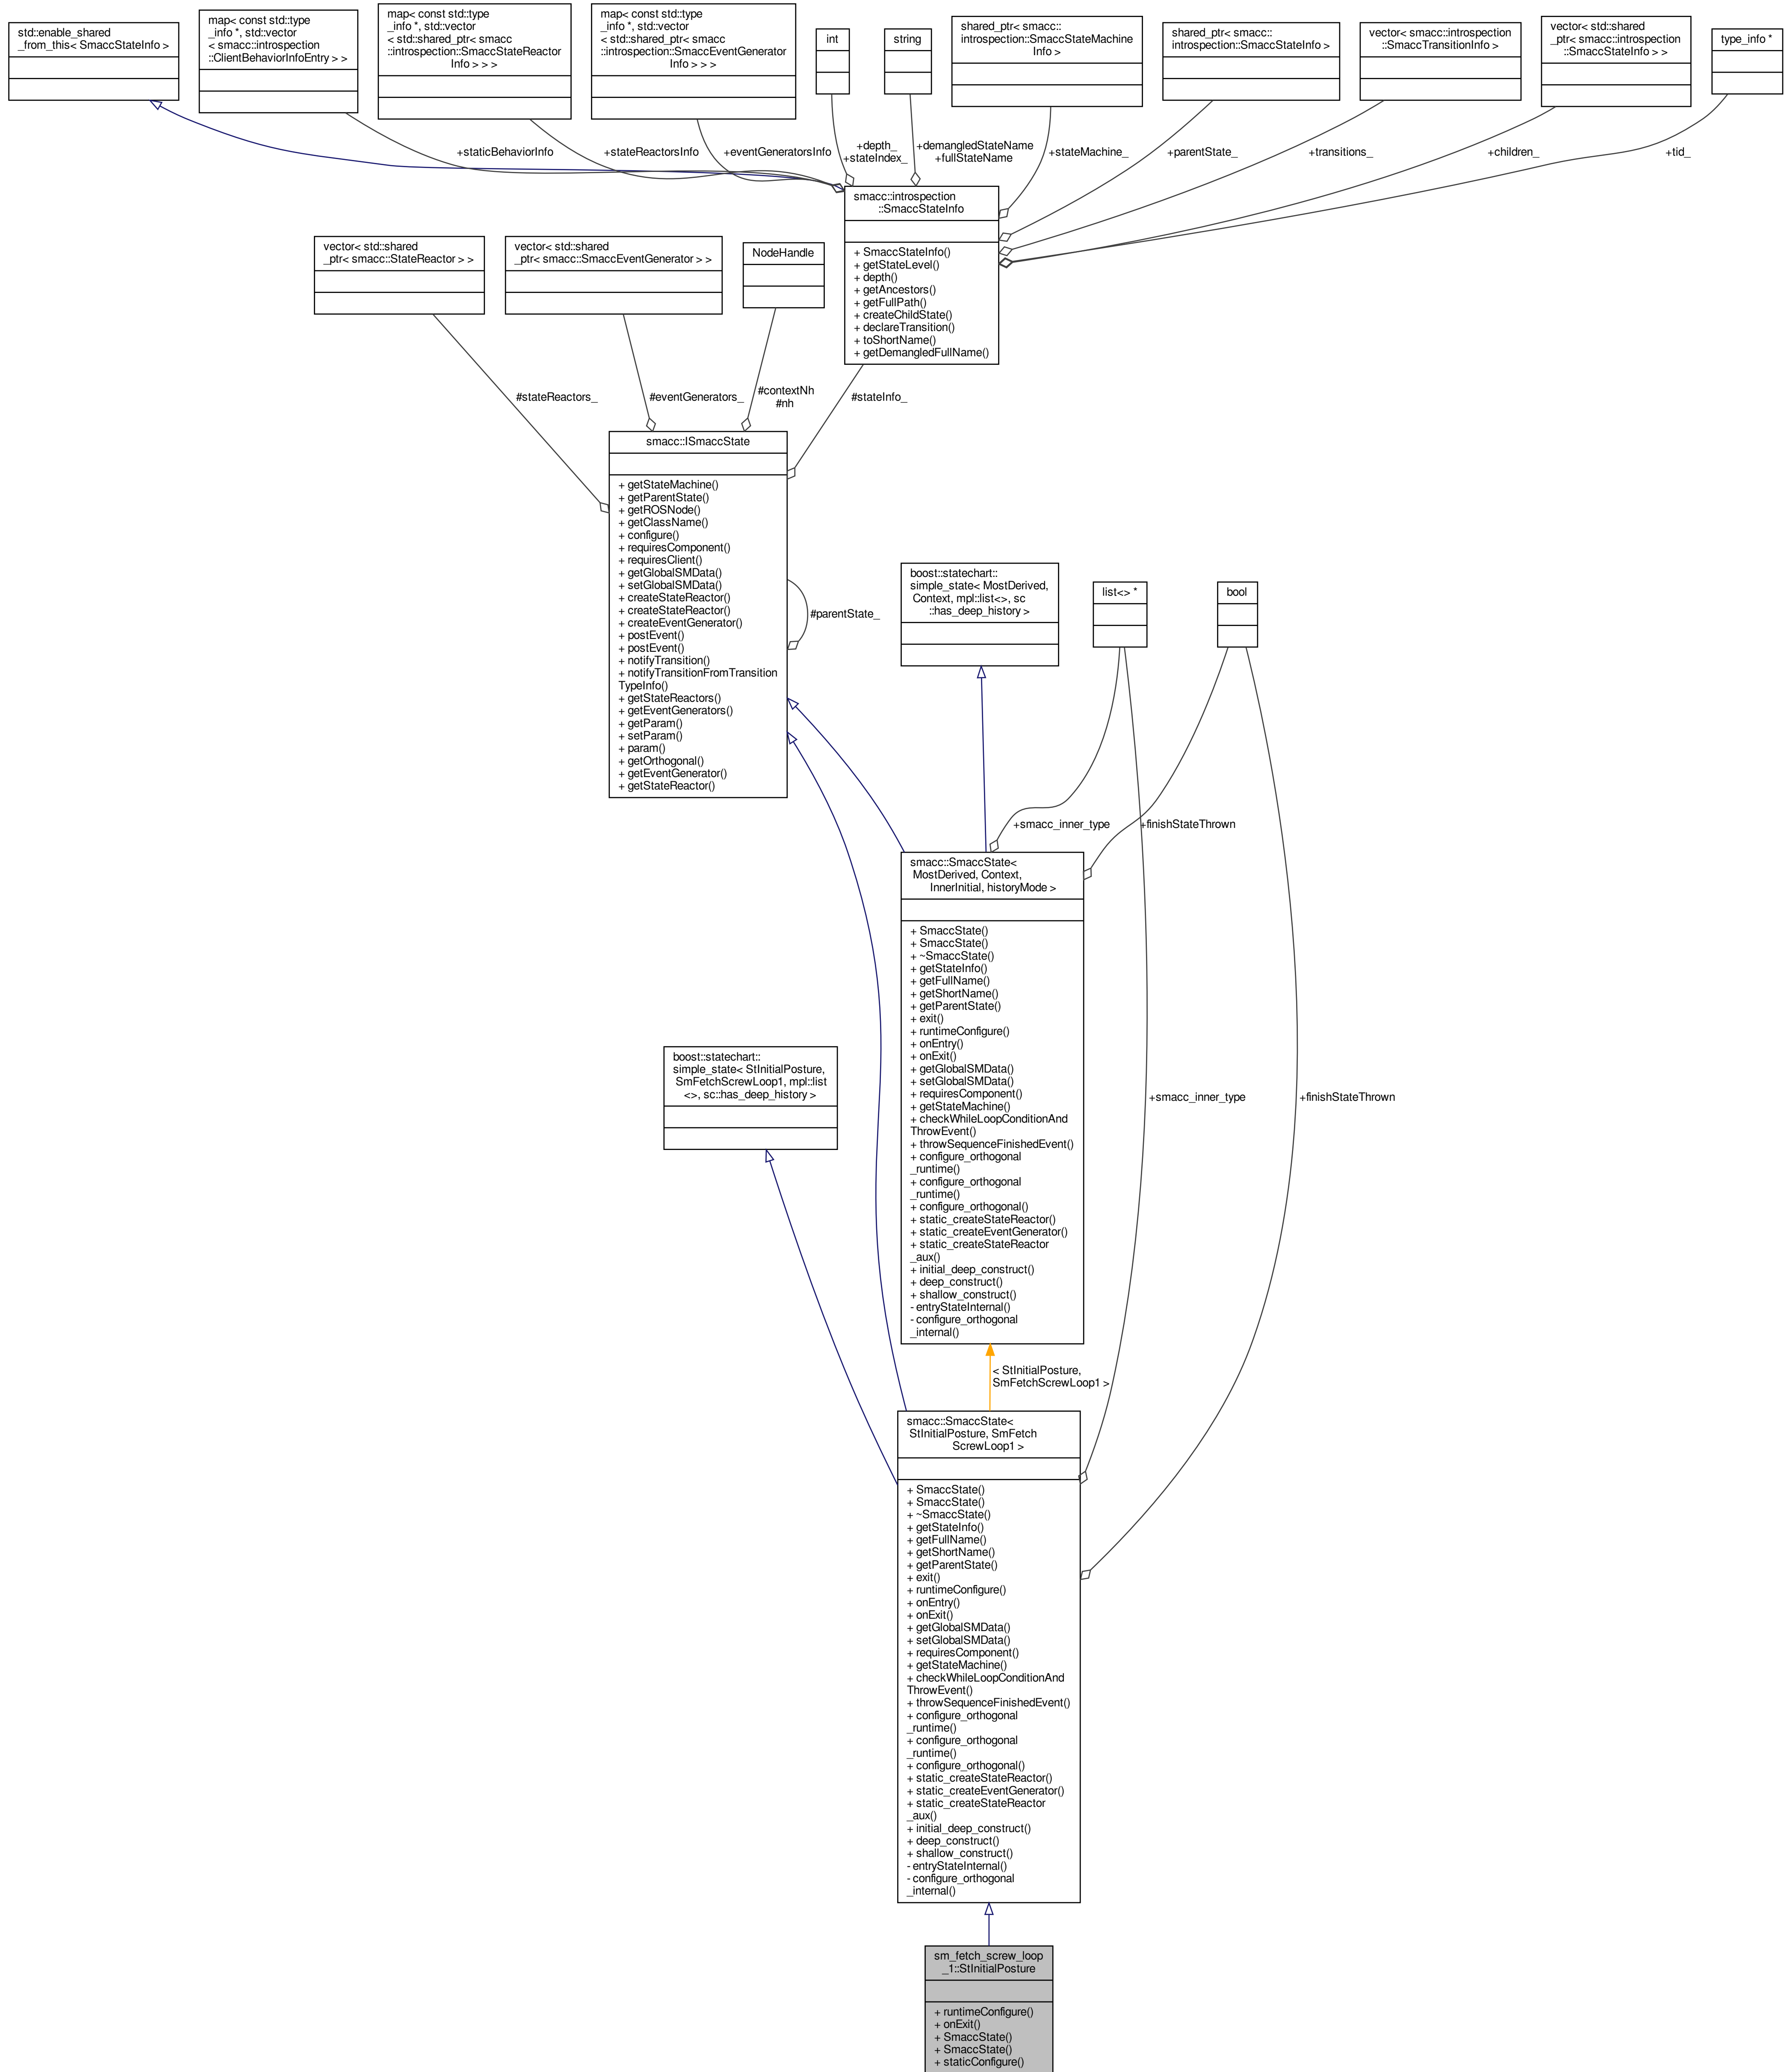 std::enable_shared
_from_this< SmaccStateInfo >
map< const std::type
_info *, std::vector
< smacc::introspection
::ClientBehaviorInfoEntry > >
map< const std::type
_info *, std::vector
< std::shared_ptr< smacc
::introspection::SmaccStateReactor
Info > > >
map< const std::type
_info *, std::vector
< std::shared_ptr< smacc
::introspection::SmaccEventGenerator
Info > > >
int
string
shared_ptr< smacc::
introspection::SmaccStateMachine
Info >
shared_ptr< smacc::
introspection::SmaccStateInfo >
vector< smacc::introspection
::SmaccTransitionInfo >
vector< std::shared
_ptr< smacc::introspection
::SmaccStateInfo > >
type_info *
+staticBehaviorInfo
+stateReactorsInfo
+eventGeneratorsInfo
+depth_
+stateIndex_
+demangledStateName
+fullStateName
+stateMachine_
+parentState_
+transitions_
+children_
+tid_
smacc::introspection
::SmaccStateInfo
+ SmaccStateInfo()
+ getStateLevel()
+ depth()
+ getAncestors()
+ getFullPath()
+ createChildState()
+ declareTransition()
+ toShortName()
+ getDemangledFullName()
vector< std::shared
_ptr< smacc::StateReactor > >
vector< std::shared
_ptr< smacc::SmaccEventGenerator > >
NodeHandle
#stateReactors_
#eventGenerators_
#contextNh
#nh
#stateInfo_
smacc::ISmaccState
+ getStateMachine()
+ getParentState()
+ getROSNode()
+ getClassName()
+ configure()
+ requiresComponent()
+ requiresClient()
+ getGlobalSMData()
+ setGlobalSMData()
+ createStateReactor()
+ createStateReactor()
+ createEventGenerator()
+ postEvent()
+ postEvent()
+ notifyTransition()
+ notifyTransitionFromTransition
TypeInfo()
+ getStateReactors()
+ getEventGenerators()
+ getParam()
+ setParam()
+ param()
+ getOrthogonal()
+ getEventGenerator()
+ getStateReactor()
#parentState_
boost::statechart::
simple_state< MostDerived,
Context, mpl::list<>, sc
::has_deep_history >
list<> *
bool
+smacc_inner_type
+finishStateThrown
smacc::SmaccState<
MostDerived, Context,
InnerInitial, historyMode >
+ SmaccState()
+ SmaccState()
+ ~SmaccState()
+ getStateInfo()
+ getFullName()
+ getShortName()
+ getParentState()
+ exit()
+ runtimeConfigure()
+ onEntry()
+ onExit()
+ getGlobalSMData()
+ setGlobalSMData()
+ requiresComponent()
+ getStateMachine()
+ checkWhileLoopConditionAnd
ThrowEvent()
+ throwSequenceFinishedEvent()
+ configure_orthogonal
_runtime()
+ configure_orthogonal
_runtime()
+ configure_orthogonal()
+ static_createStateReactor()
+ static_createEventGenerator()
+ static_createStateReactor
_aux()
+ initial_deep_construct()
+ deep_construct()
+ shallow_construct()
- entryStateInternal()
- configure_orthogonal
_internal()
boost::statechart::
simple_state< StInitialPosture,
SmFetchScrewLoop1, mpl::list
<>, sc::has_deep_history >
+smacc_inner_type
+finishStateThrown
< StInitialPosture,
SmFetchScrewLoop1 >
smacc::SmaccState<
StInitialPosture, SmFetch
ScrewLoop1 >
+ SmaccState()
+ SmaccState()
+ ~SmaccState()
+ getStateInfo()
+ getFullName()
+ getShortName()
+ getParentState()
+ exit()
+ runtimeConfigure()
+ onEntry()
+ onExit()
+ getGlobalSMData()
+ setGlobalSMData()
+ requiresComponent()
+ getStateMachine()
+ checkWhileLoopConditionAnd
ThrowEvent()
+ throwSequenceFinishedEvent()
+ configure_orthogonal
_runtime()
+ configure_orthogonal
_runtime()
+ configure_orthogonal()
+ static_createStateReactor()
+ static_createEventGenerator()
+ static_createStateReactor
_aux()
+ initial_deep_construct()
+ deep_construct()
+ shallow_construct()
- entryStateInternal()
- configure_orthogonal
_internal()
sm_fetch_screw_loop
_1::StInitialPosture
+ runtimeConfigure()
+ onExit()
+ SmaccState()
+ SmaccState()
+ staticConfigure()